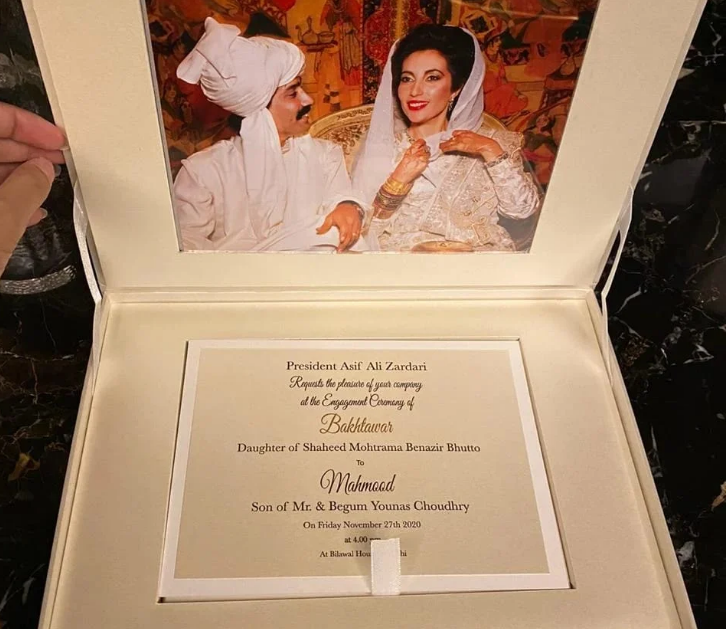 President Asif Ali Zardari
Requests the pleasure of your company
at the Engagement Ceremony of
Bakhtawar
Daughter of Shaheed Mohtrama Benazir Bhutto
To
Mahmood
Son of Mr. & Begum Younas Choudhry
On Friday November 27th 2020
at 4.00
At Bilawal